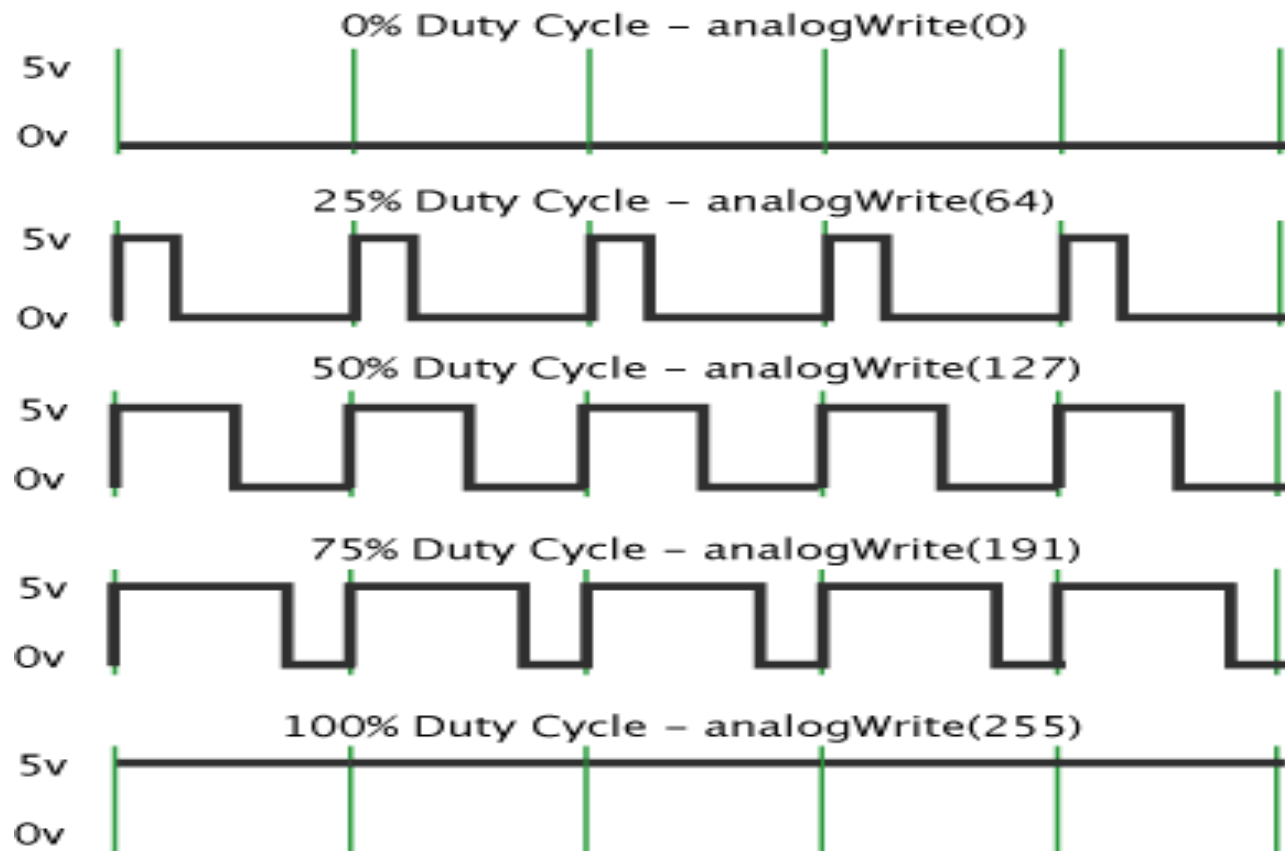 0% Duty Cycle – analogWrite(0)
5v
0v
25% Duty Cycle – analogWrite(64)
5v
0v
50% Duty Cycle – analogWrite(127)
5v
0v
75% Duty Cycle – analogWrite(191)
5v
0v
100% Duty Cycle – analogWrite(255)
5v
0v